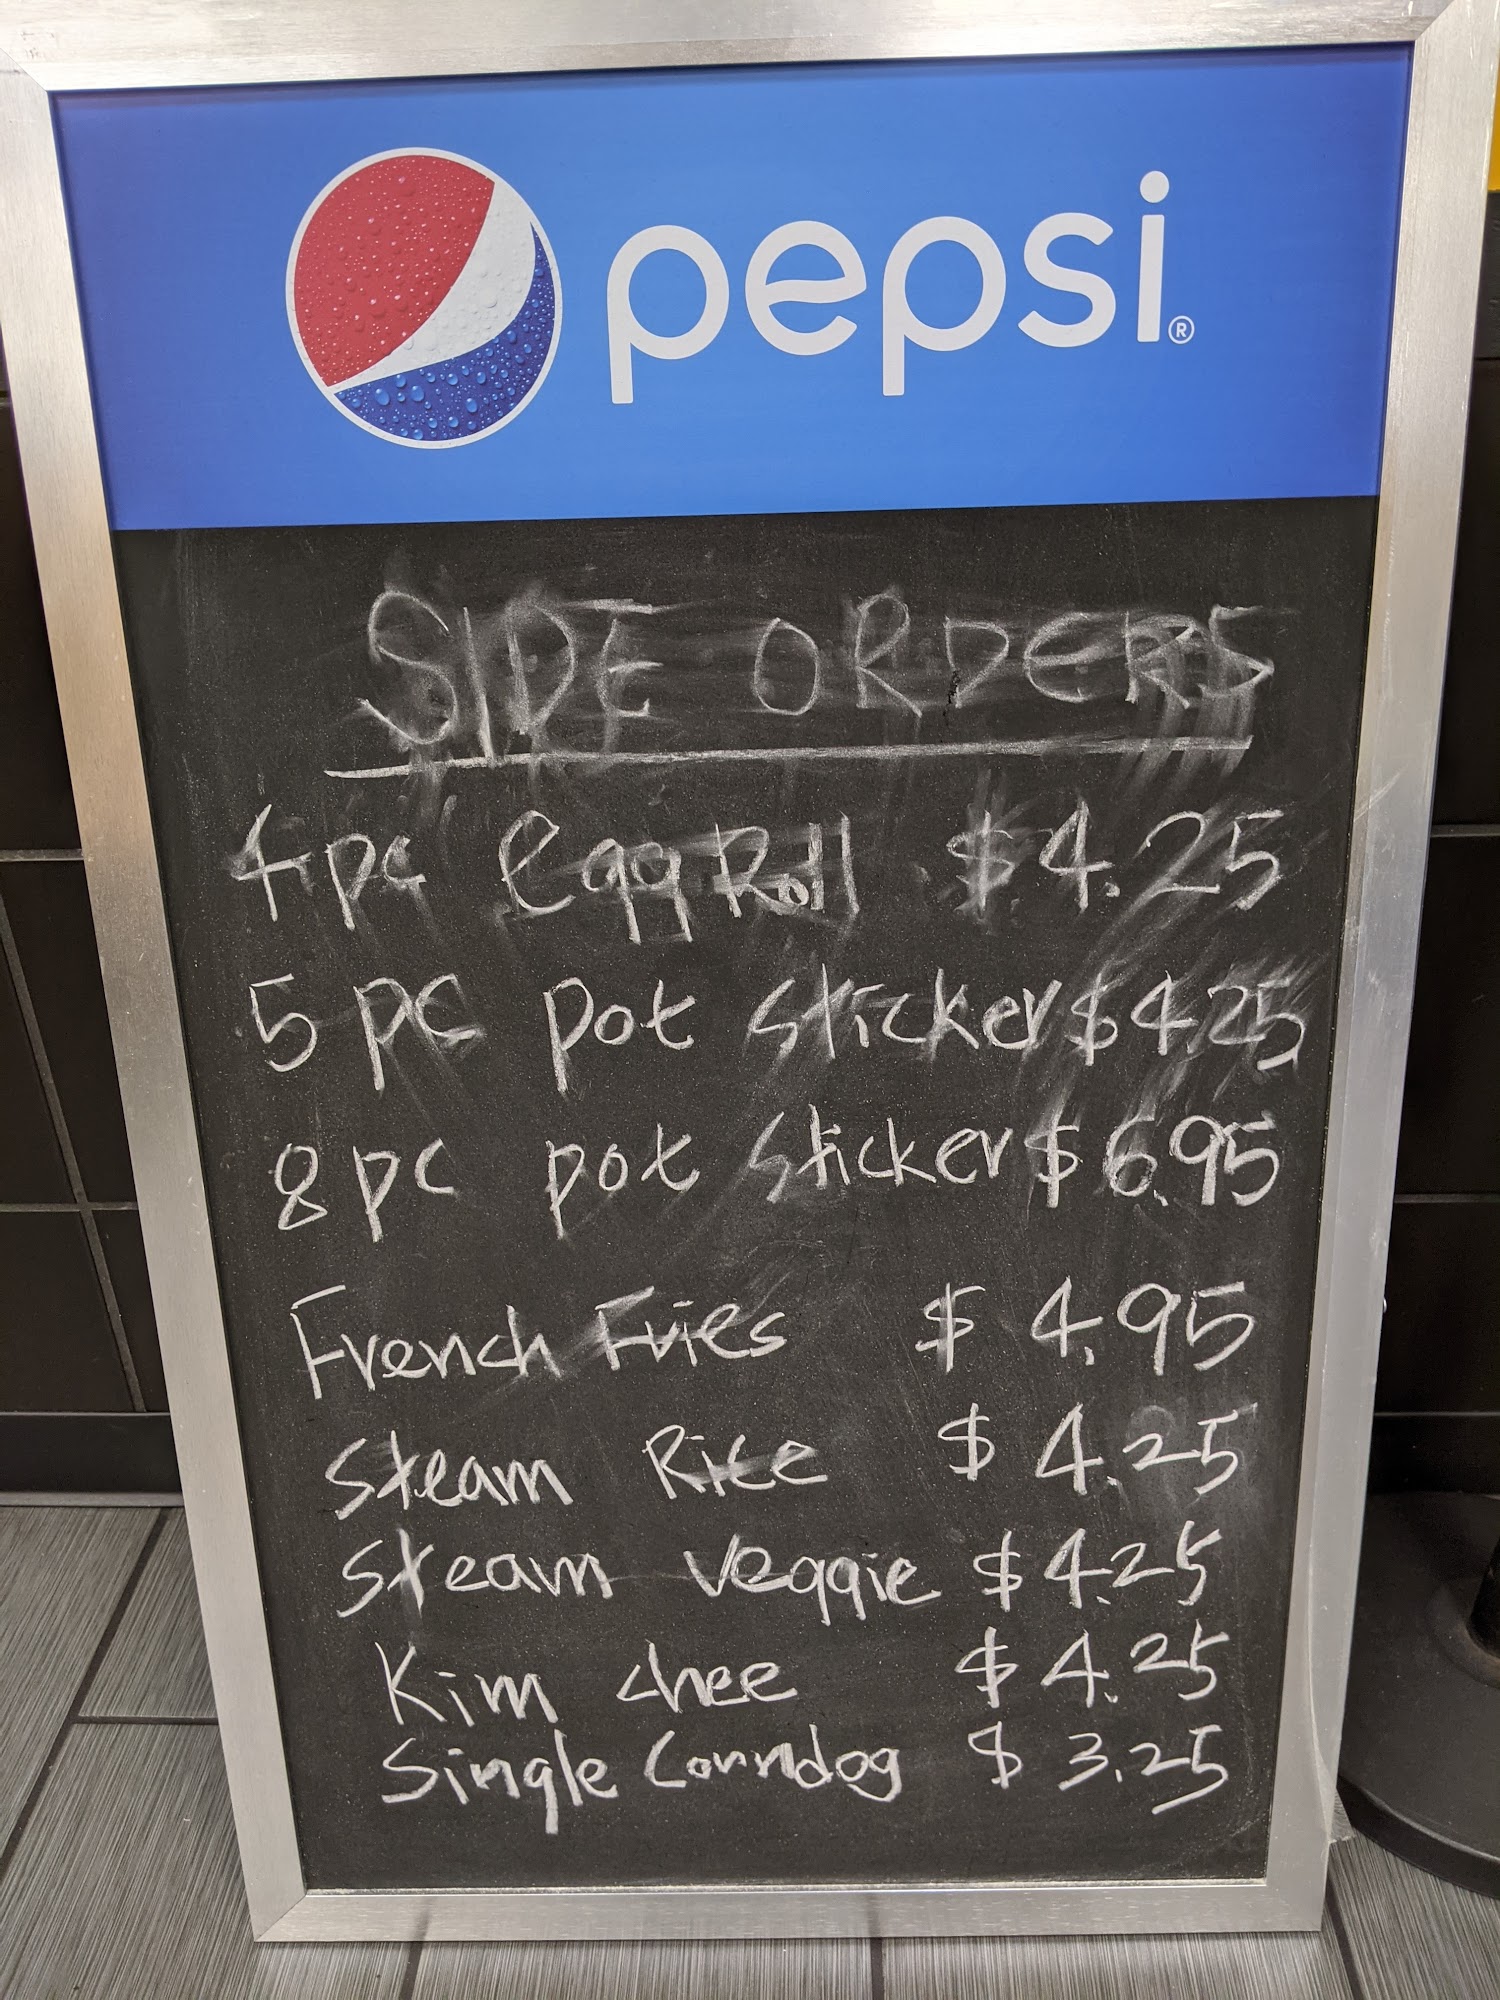 pepsi®
SIDE ORDERS
4 pc egg Roll $4.25
5 pc pot sticker $4.25
8 pc pot sticker $6.95
French Fries $4.95
Steam Rice $4.25
Steam veggie $4.25
Kim chee $4.25
Single Corndog $3.25